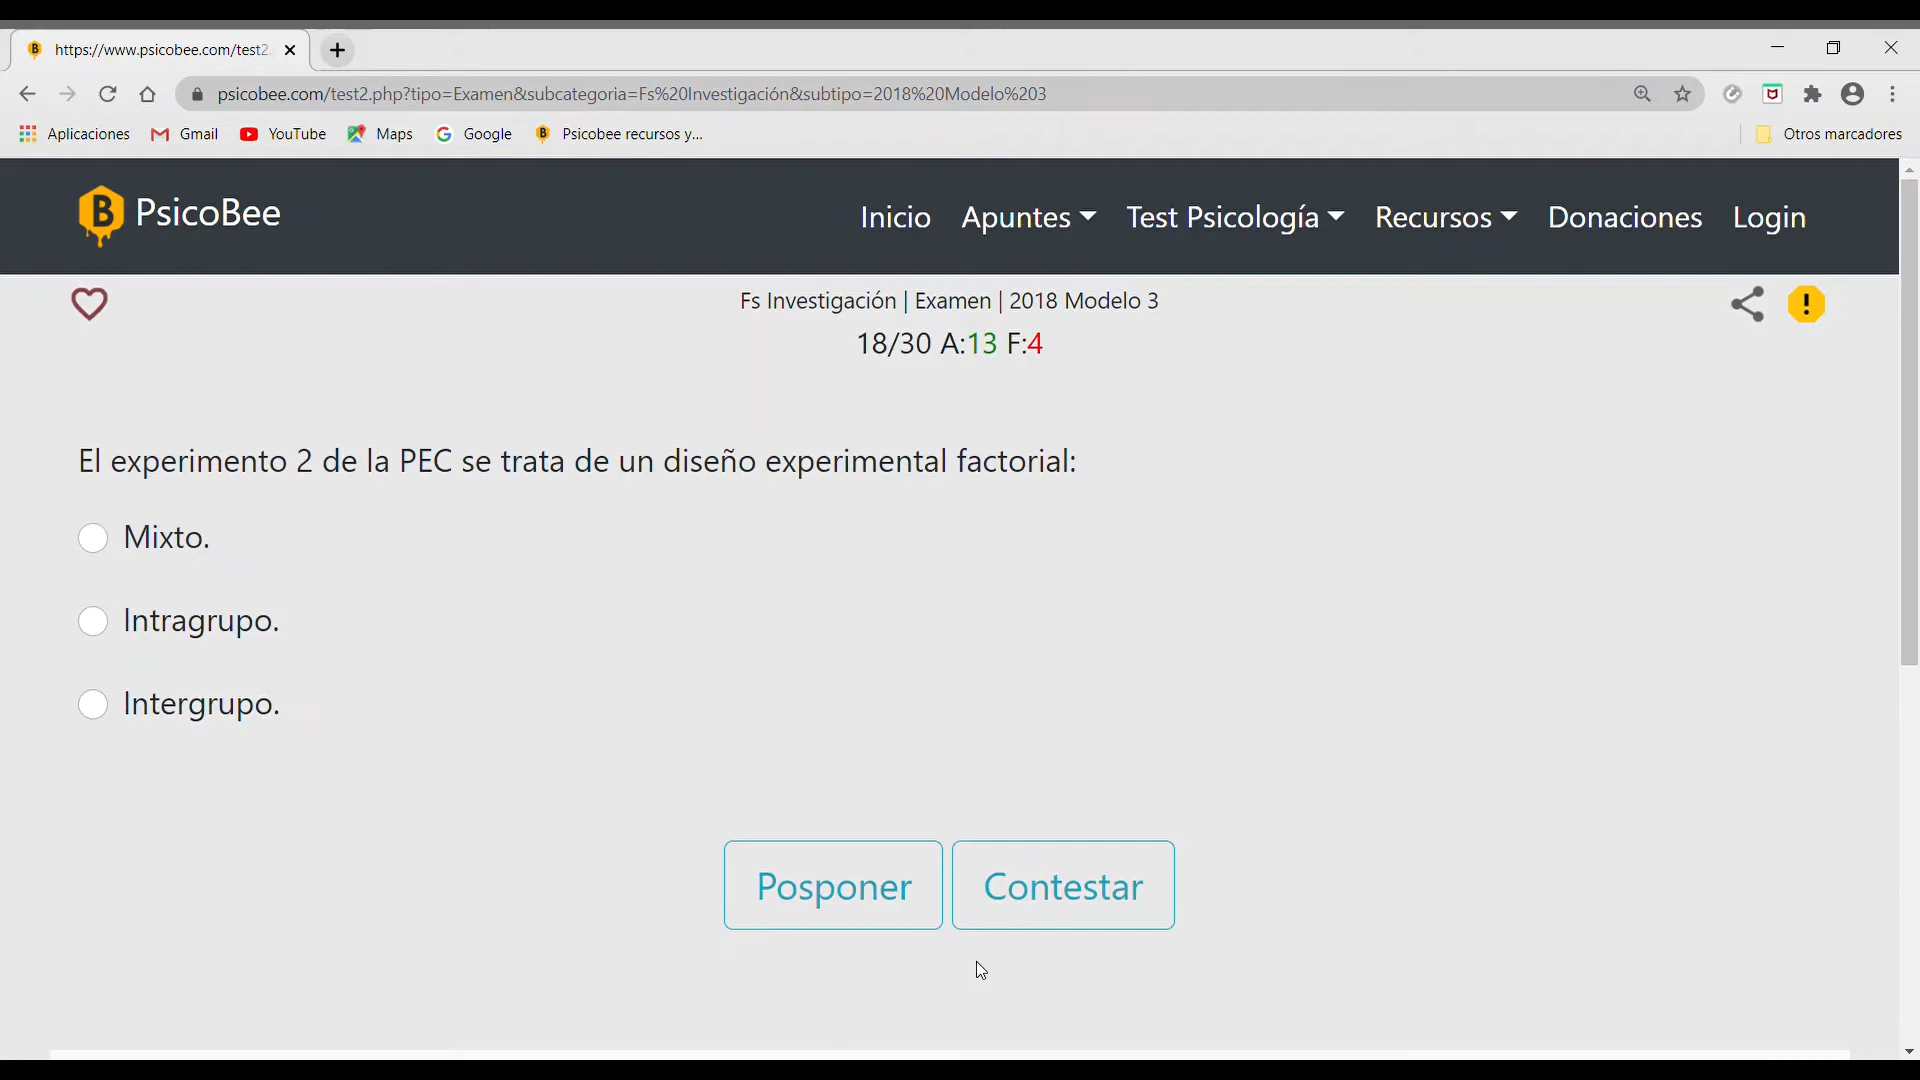 https://www.psicobee.com/test2
psicobee.com/test2.php?tipo=Examen&subcategoria=Fs%20Investigación&subtipo=2018%20Modelo%203
Aplicaciones Gmail YouTube Maps Google Psicobee recursos y... Otros marcadores
B PsicoBee Inicio Apuntes Test Psicología Recursos Donaciones Login
Fs Investigación | Examen | 2018 Modelo 3
18/30 A:13 F:4
El experimento 2 de la PEC se trata de un diseño experimental factorial:
Mixto.
Intragrupo.
Intergrupo.
Posponer Contestar